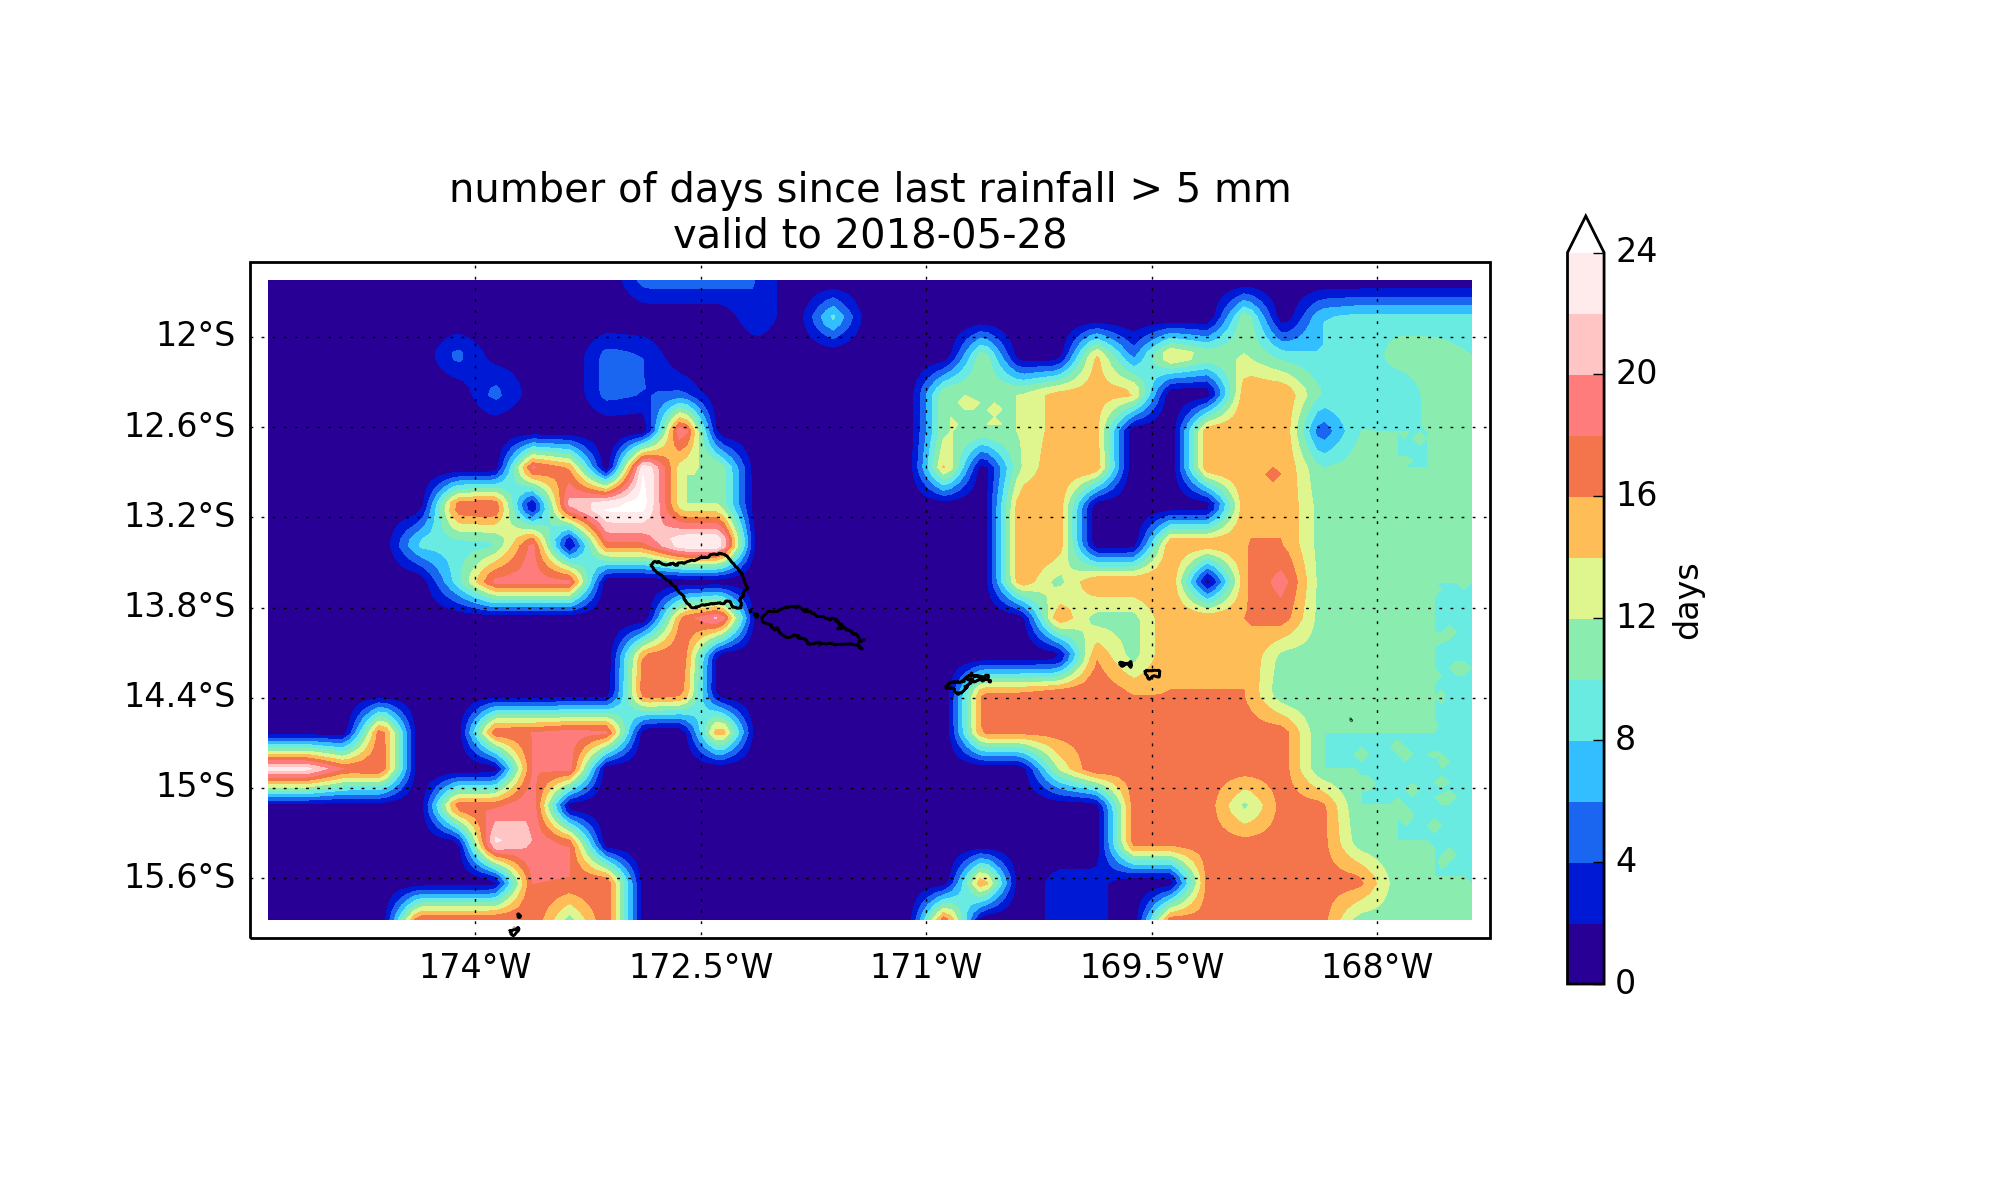 number of days since last rainfall > 5 mm
valid to 2018-05-28
12°S
12.6°S
13.2°S
13.8°S
14.4°S
15°S
15.6°S
174°W 172.5°W 171°W 169.5°W 168°W
24
20
16
12
8
4
0
days